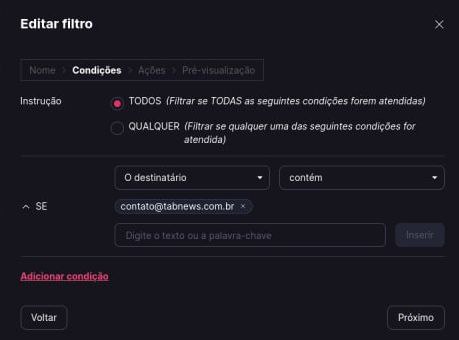 Editar filtro
Nome > Condições > Ações > Pré-visualização
Instrução
TODOS (Filtrar se TODAS as seguintes condições forem atendidas)
QUALQUER (Filtrar se qualquer uma das seguintes condições for
atendida)
O destinatário
contém
SE
contato@tabnews.com.br ×
Digite o texto ou a palavra-chave
Inserir
Adicionar condição
Voltar
Próximo